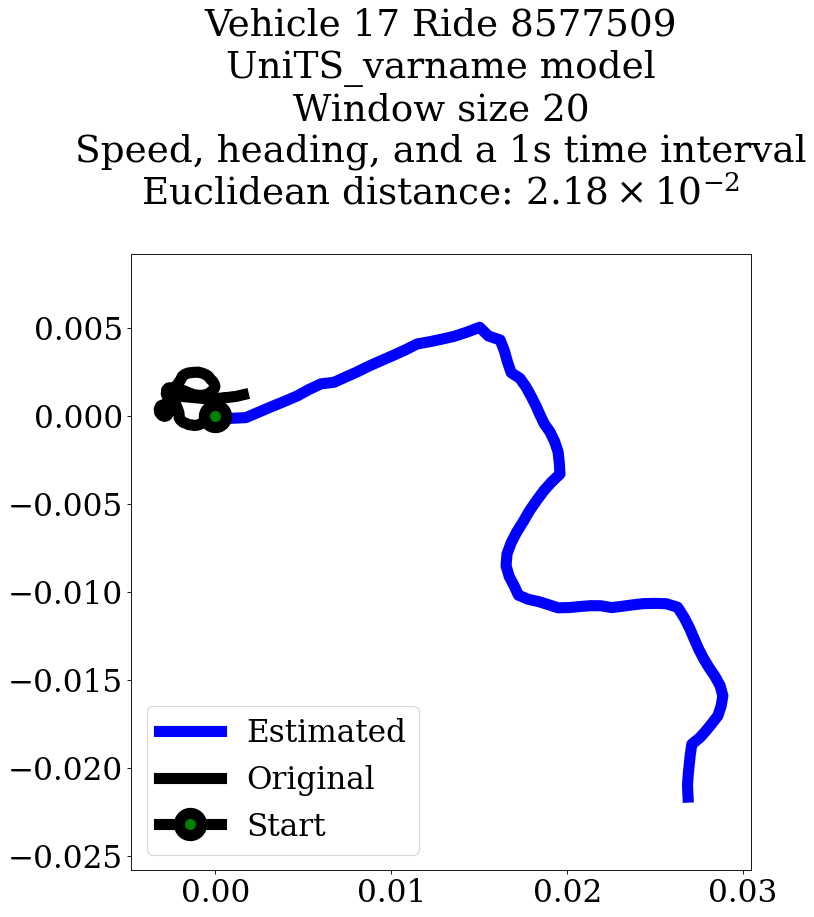 Vehicle 17 Ride 8577509
UniTS_varname model
Window size 20
Speed, heading, and a 1s time interval
Euclidean distance: 2.18 × 10⁻²
0.005
0.000
−0.005
−0.010
−0.015
−0.020
−0.025
Estimated
Original
Start
0.00 0.01 0.02 0.03